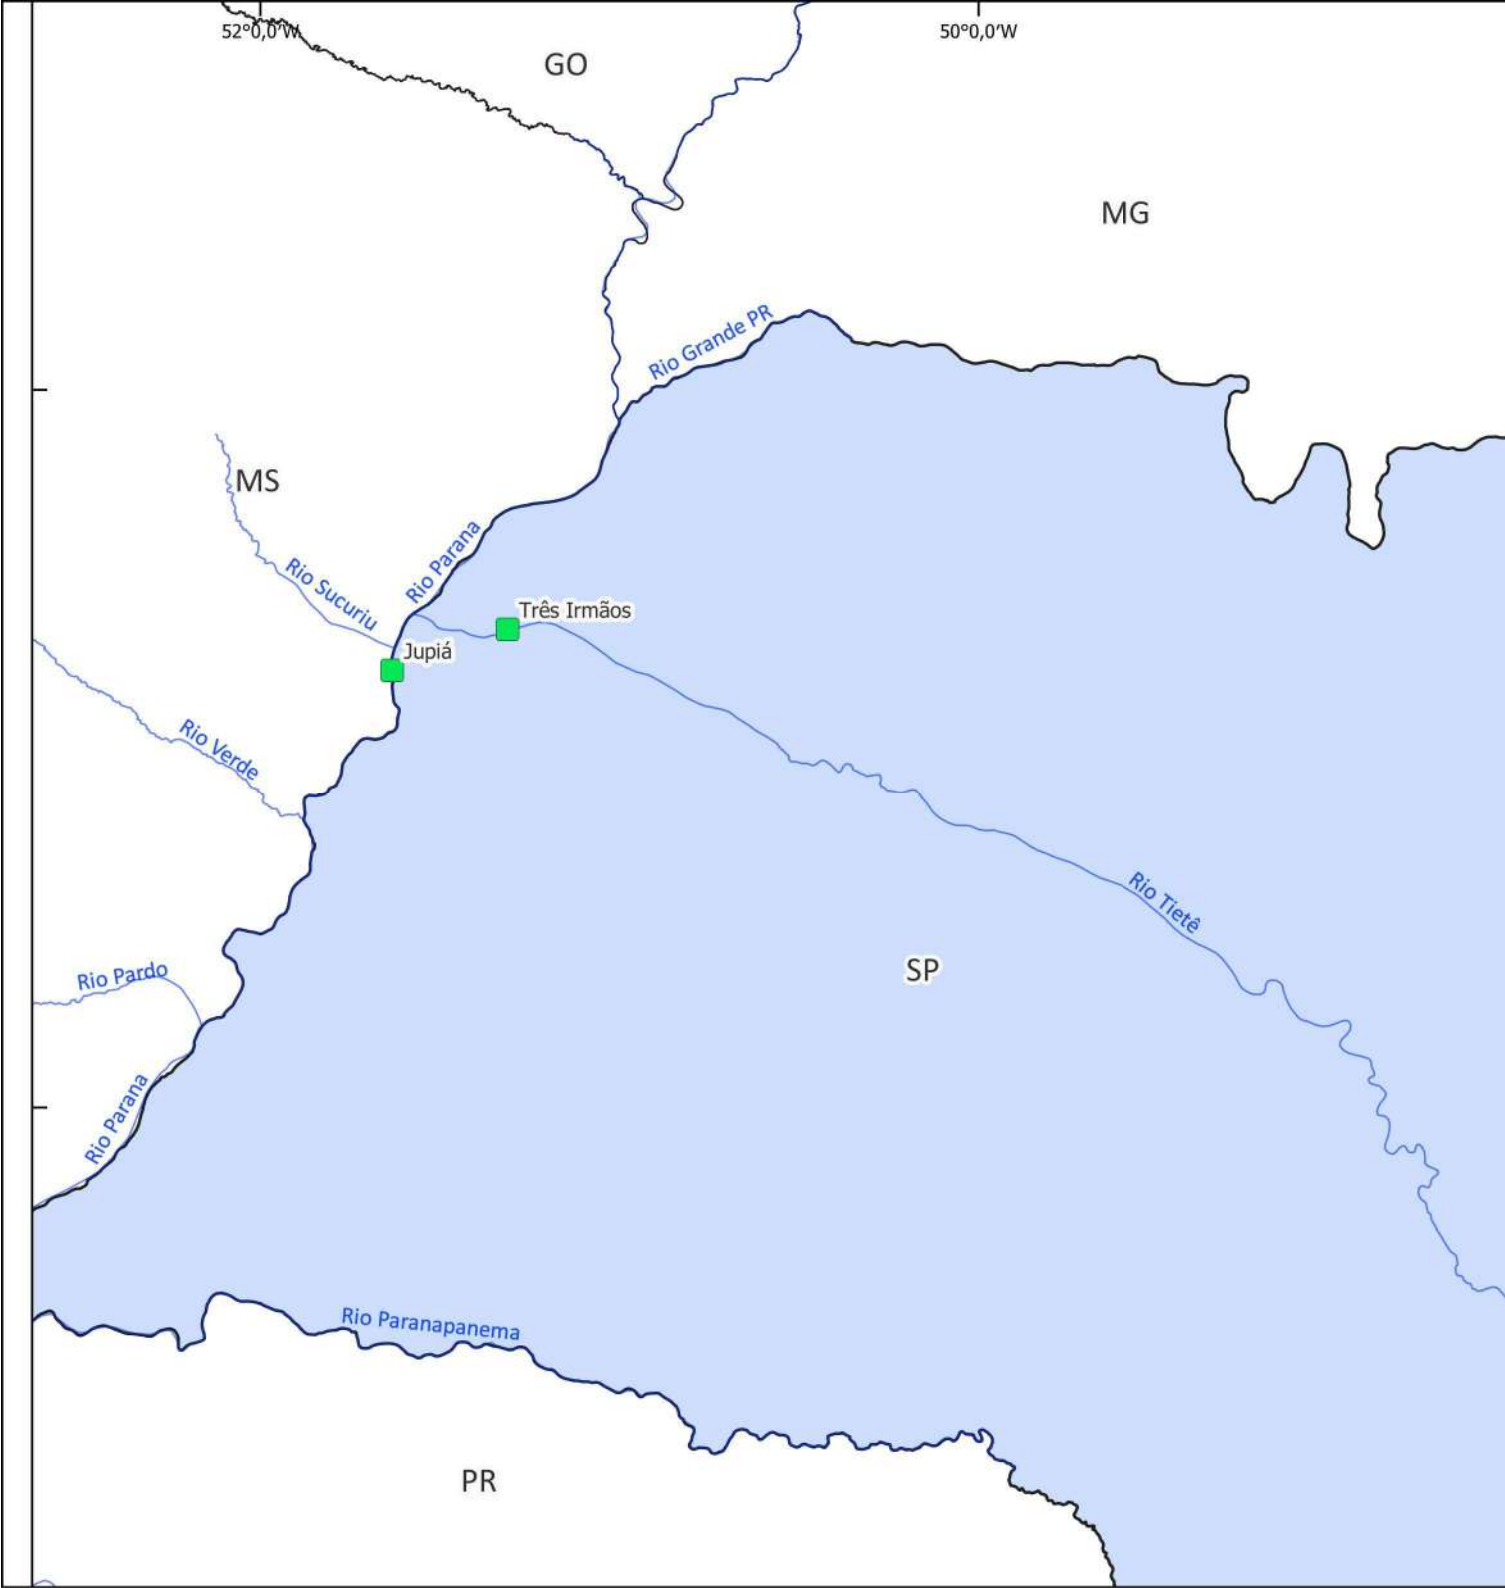 52°0,0'W
50°0,0'W
GO
MG
Rio Grande PR
MS
Rio Parana
Rio Sucuriu
Três Irmãos
Jupiá
Rio Verde
Rio Tietê
SP
Rio Pardo
Rio Parana
Rio Paranapanema
PR